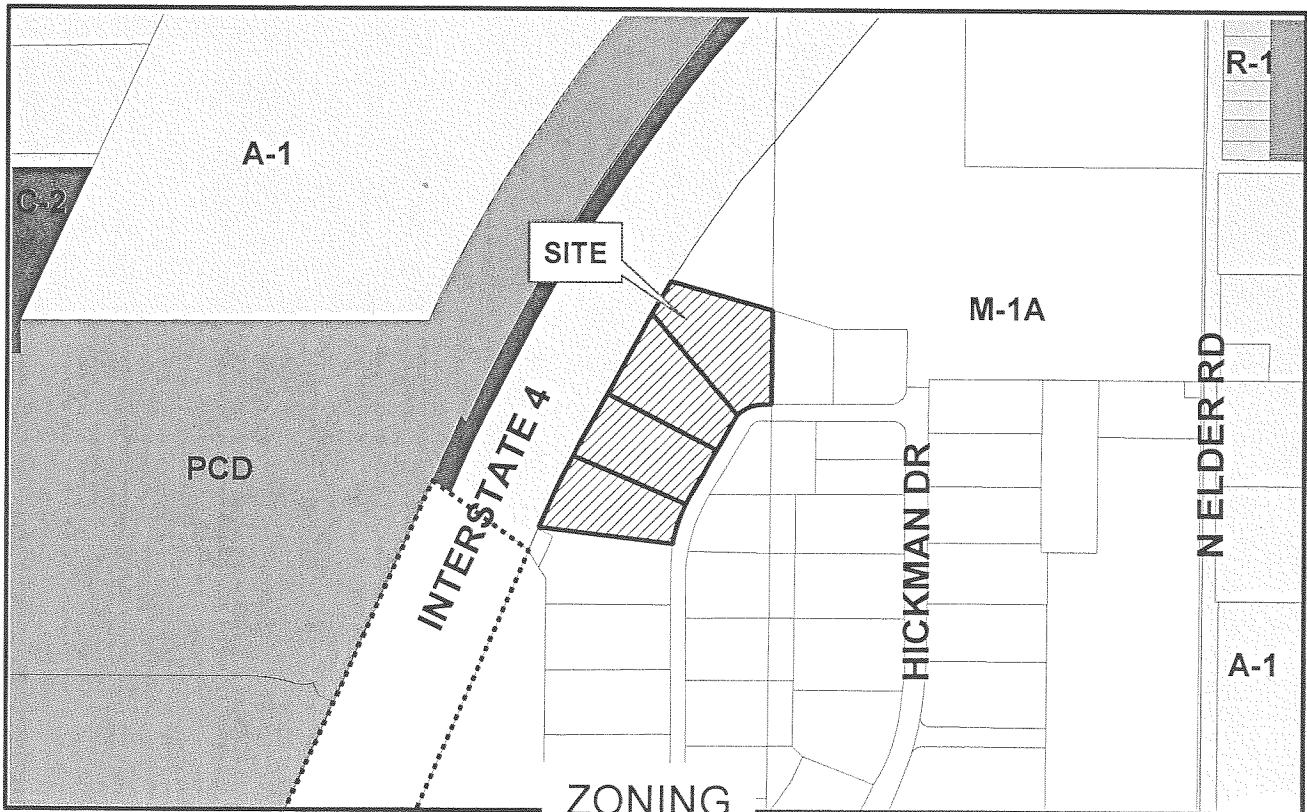 R-1
A-1
C-2
SITE
M-1A
PCD
INTERSTATE 4
HICKMAN DR
N ELDER RD
A-1
ZONING